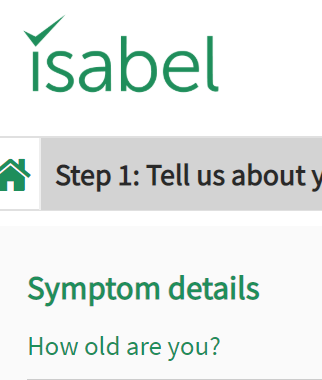 isabel
Step 1: Tell us about y
Symptom details
How old are you?